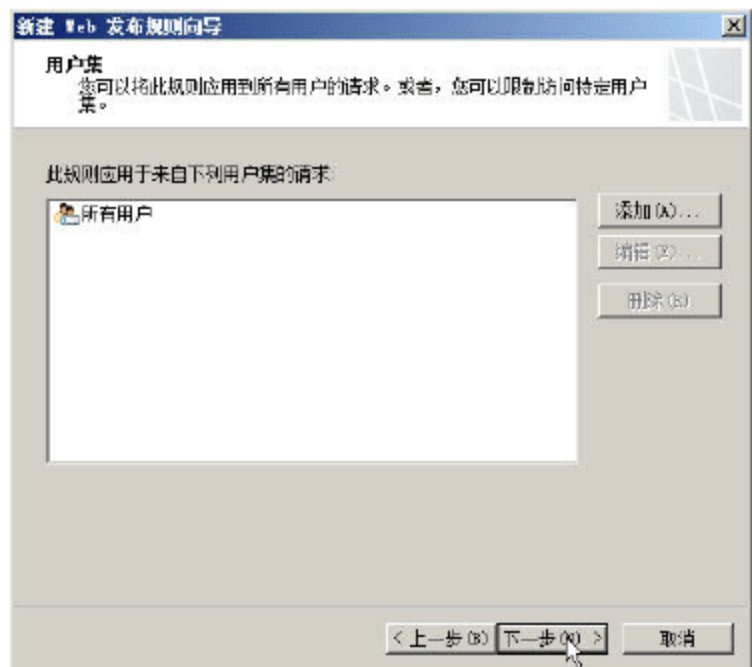 新建 Web 发布规则向导
用户集
您可以将此规则应用到所有用户的请求。或者，您可以限制访问特定用户
集。
此规则应用于来自下列用户集的请求
所有用户
添加(A)...
编辑(E)...
删除(R)
< 上一步(B)
下一步(N) >
取消